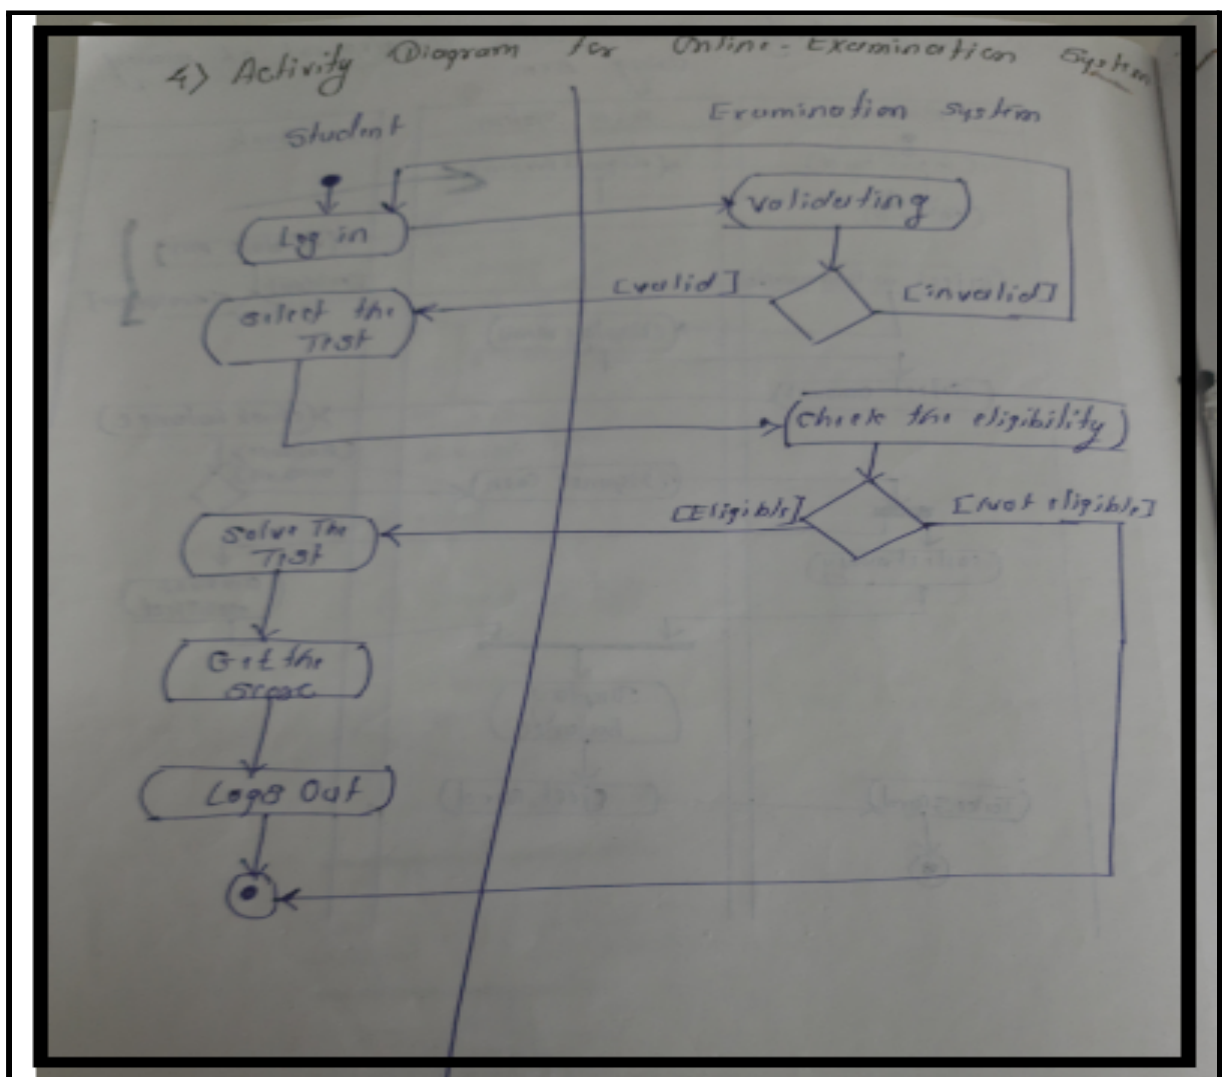 4) Activity Diagram for Online-Examination System
Student
Examination System
Log in
Validating
[valid]
[invalid]
Select the
Test
Check the eligibility
[Eligible]
[Not eligible]
Solve The
Test
Get the
Score
Logs Out